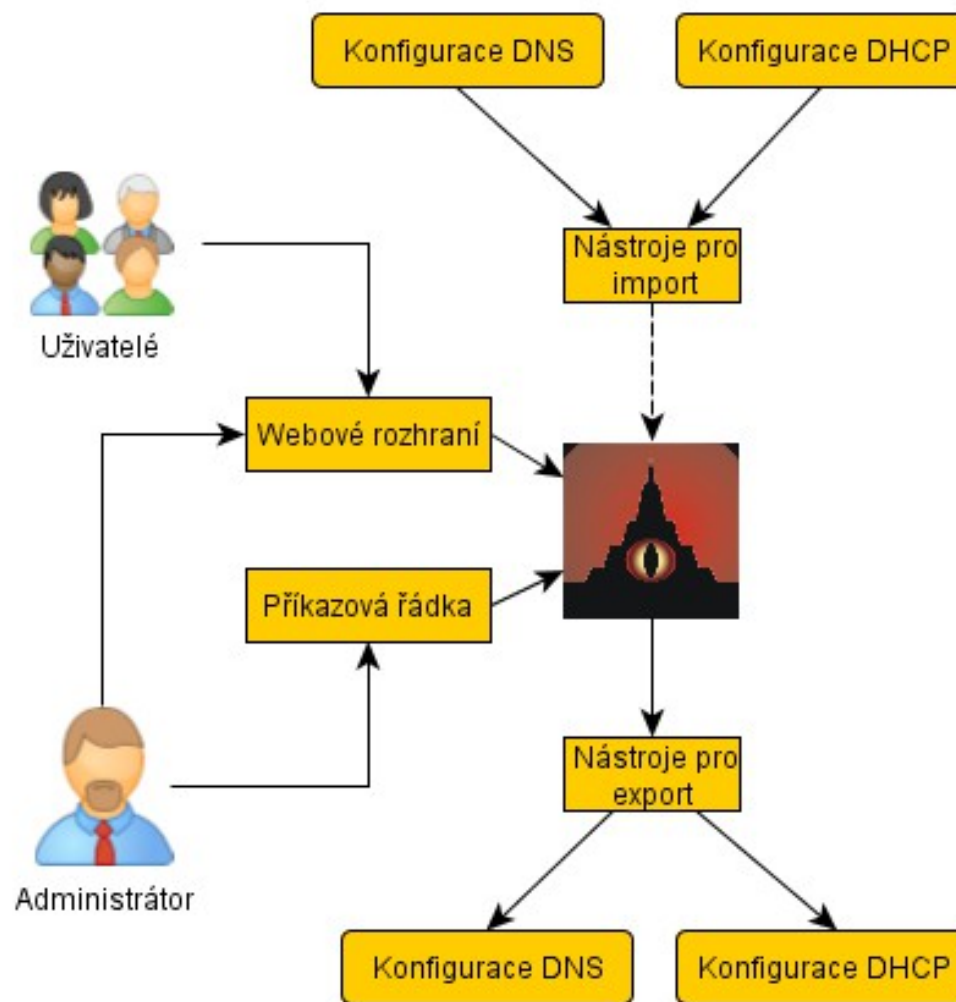 Konfigurace DNS
Konfigurace DHCP
Nástroje pro
import
Uživatelé
Webové rozhraní
Příkazová řádka
Nástroje pro
export
Administrátor
Konfigurace DNS
Konfigurace DHCP